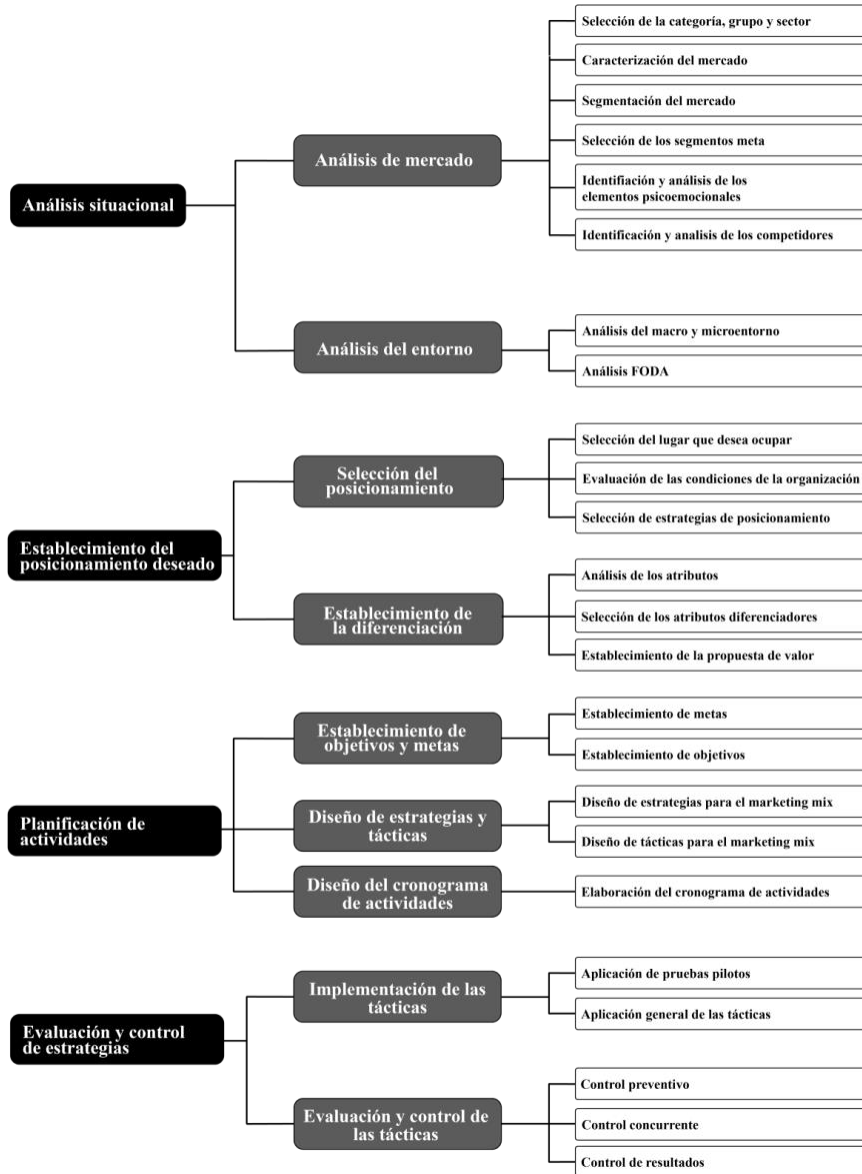 Análisis situacional
Análisis de mercado
Selección de la categoría, grupo y sector
Caracterización del mercado
Segmentación del mercado
Selección de los segmentos meta
Identifiación y análisis de los
elementos psicoemocionales
Identificación y analisis de los competidores
Análisis del entorno
Análisis del macro y microentorno
Análisis FODA
Establecimiento del
posicionamiento deseado
Selección del
posicionamiento
Selección del lugar que desea ocupar
Evaluación de las condiciones de la organización
Selección de estrategias de posicionamiento
Establecimiento de
la diferenciación
Análisis de los atributos
Selección de los atributos diferenciadores
Establecimiento de la propuesta de valor
Planificación de
actividades
Establecimiento de
objetivos y metas
Establecimiento de metas
Establecimiento de objetivos
Diseño de estrategias y
tácticas
Diseño de estrategias para el marketing mix
Diseño de tácticas para el marketing mix
Diseño del cronograma
de actividades
Elaboración del cronograma de actividades
Evaluación y control
de estrategias
Implementación de las
tácticas
Aplicación de pruebas pilotos
Aplicación general de las tácticas
Evaluación y control de
las tácticas
Control preventivo
Control concurrente
Control de resultados